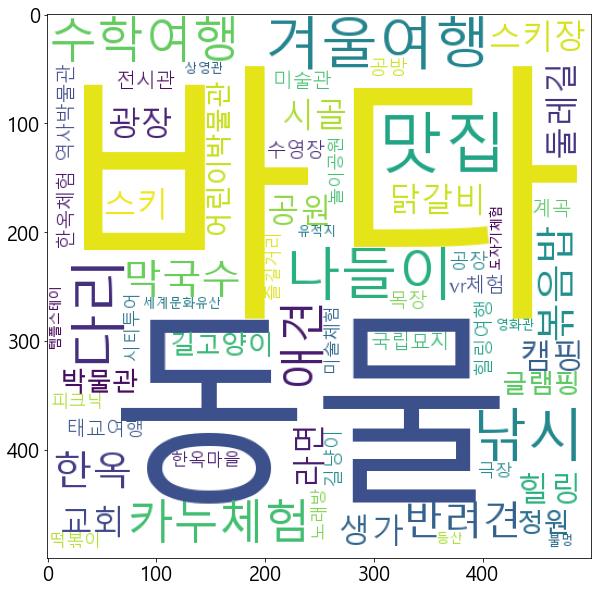 수학여행 겨울여행 스키장
상영관 공방
역사박물관 전시관 미술관 둘레길
바다
광장 어린이박물관 시골 맛집
수영장 놀이공원
한옥체험 스키 공원 닭갈비 계곡
유적지 도자기체험
다리 막국수 즐길거리 나들이 공장 볶음밥
vr체험
템플스테이 시티투어 세계문화유산 목장 힐링여행 영화관
동물
길고양이 애견 미술체험 국립묘지 캠핑
박물관 글램핑
피크닉
태교여행 낚시
한옥 한옥마을 라면 길냥이 극장
힐링
교회 카누체험 노래방 생가 반려견 정원
떡볶이 등산 불멍
0 100 200 300 400
0
100
200
300
400